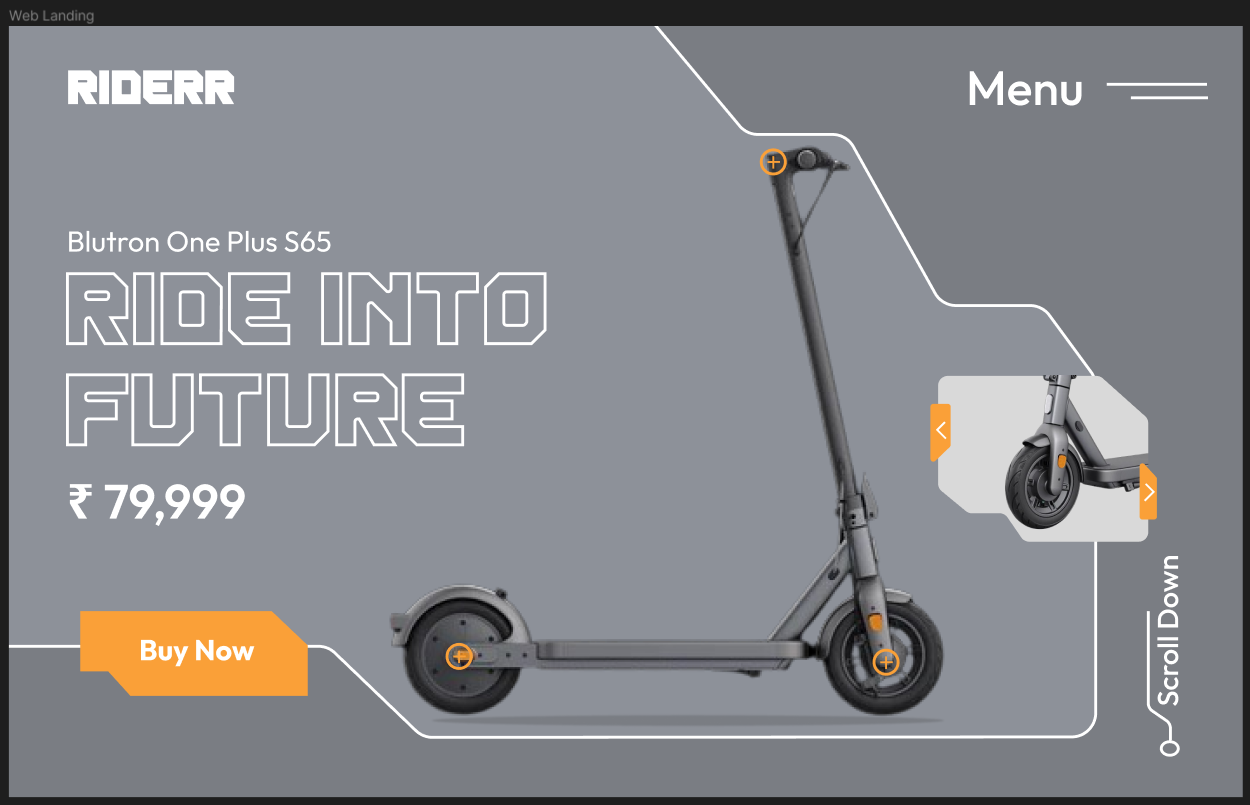 Web Landing
RIDERR
Menu
Blutron One Plus S65
RIDE INTO
FUTURE
₹ 79,999
Buy Now
Scroll Down